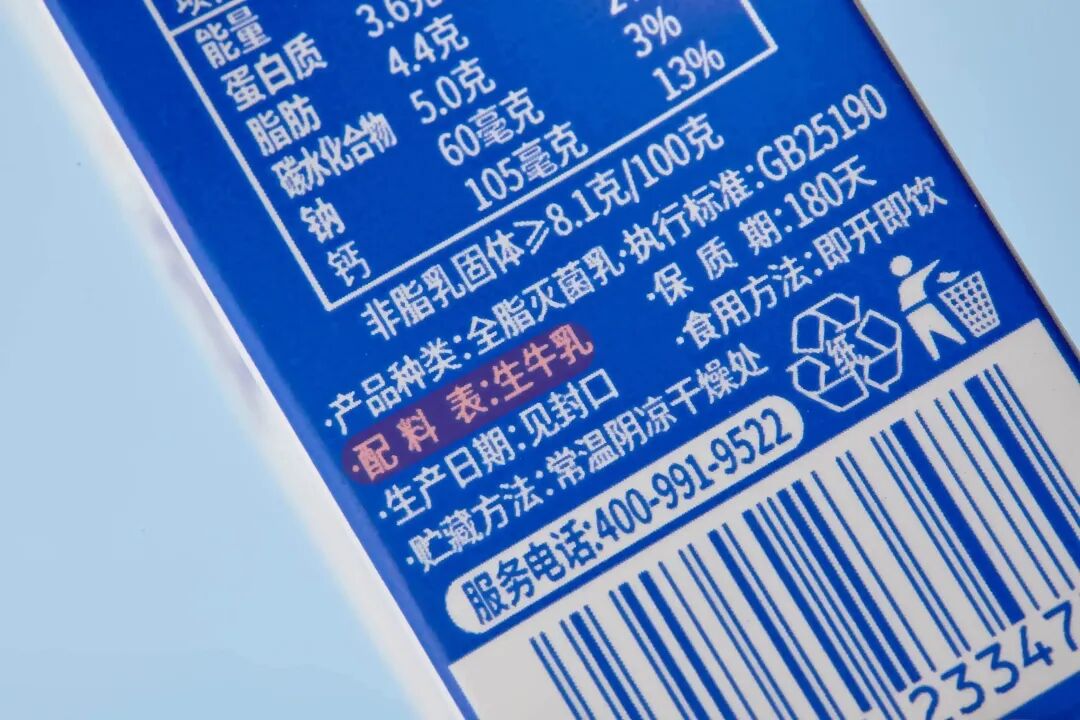 能量
蛋白质 3.6克
脂肪 4.4克
碳水化合物 5.0克
钠 60毫克 3%
钙 105毫克 13%
非脂乳固体≥8.1克/100克
·产品种类:全脂灭菌乳·执行标准:GB25190
·配料表:生牛乳 ·保质期:180天
·生产日期:见封口 ·食用方法:即开即饮
·贮藏方法:常温阴凉干燥处
纸
服务电话:400-991-9522
23347